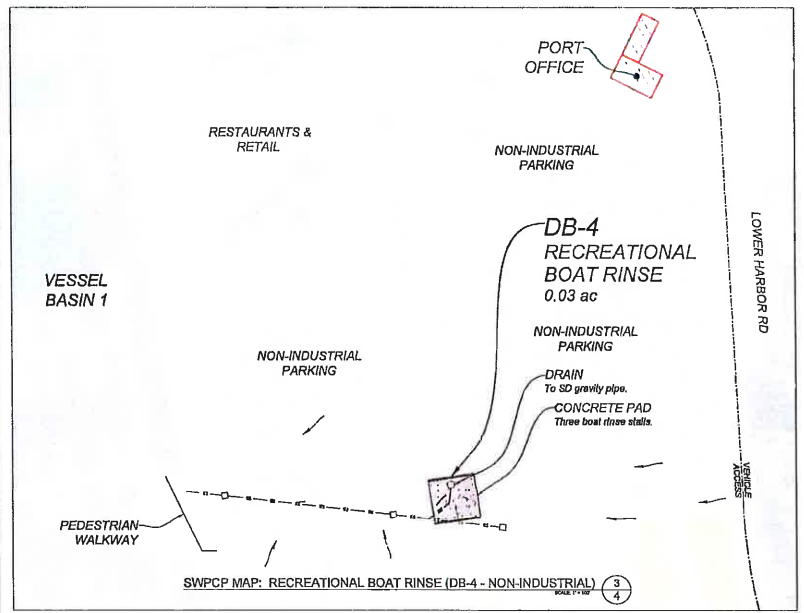 PORT
OFFICE
RESTAURANTS &
RETAIL
NON-INDUSTRIAL
PARKING
DB-4
RECREATIONAL
BOAT RINSE
0.03 ac
LOWER HARBOR RD
VESSEL
BASIN 1
NON-INDUSTRIAL
PARKING
NON-INDUSTRIAL
PARKING
DRAIN
To SD gravity pipe.
CONCRETE PAD
Three boat rinse stalls.
VEHICLE
ACCESS
PEDESTRIAN
WALKWAY
SWPCP MAP: RECREATIONAL BOAT RINSE (DB-4 - NON-INDUSTRIAL)
3
4